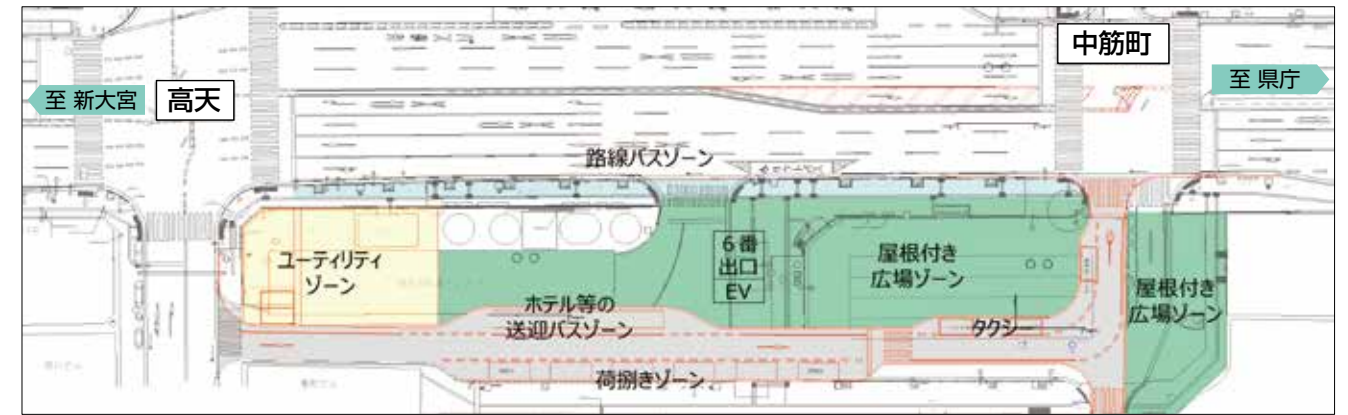 中筋町
至 県庁
至 新大宮
高天
路線バスゾーン
6番
出口
EV
ユーティリティ
ゾーン
屋根付き
広場ゾーン
屋根付き
広場ゾーン
ホテル等の
送迎バスゾーン
タクシー
荷捌きゾーン